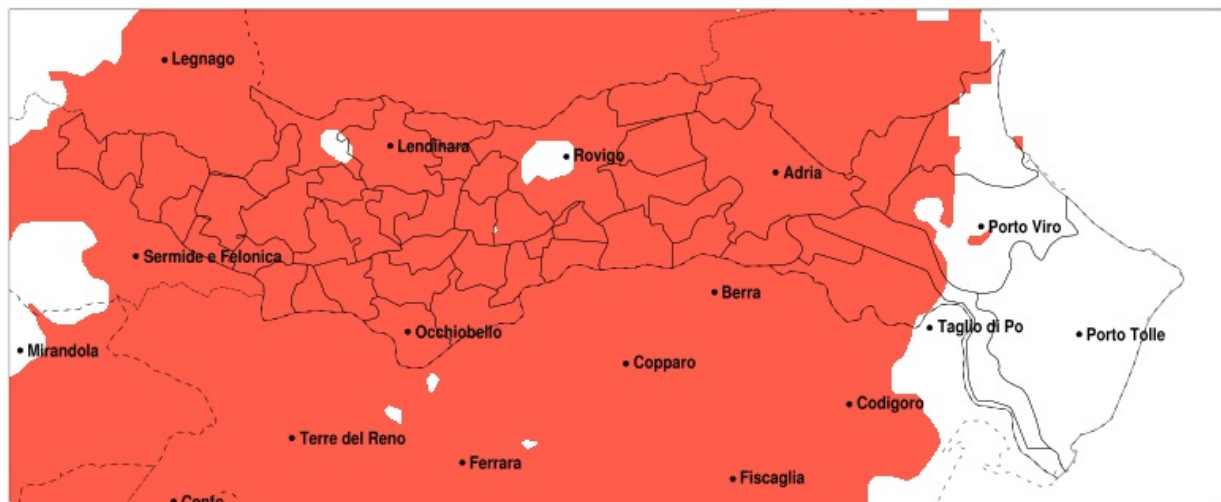 Legnago
Lendinara
Rovigo
Adria
Porto Viro
Sermide e Felonica
Berra
Taglio di Po
Porto Tolle
Occhiobello
Mirandola
Copparo
Codigoro
Terre del Reno
Ferrara
Fiscaglia
Cento